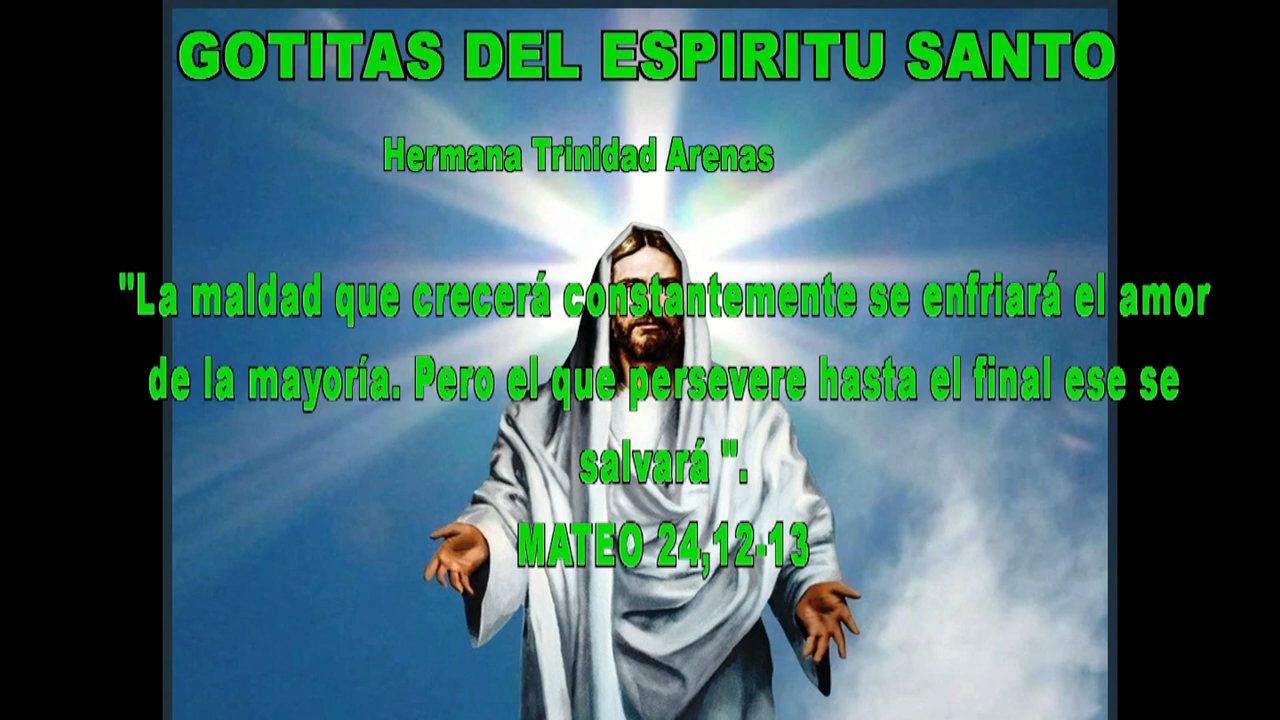 GOTITAS DEL ESPIRITU SANTO
Hermana Trinidad Arenas
"La maldad que crecerá constantemente se enfriará el amor
de la mayoría. Pero el que persevere hasta el final ese se
salvará ".
MATEO 24,12-13